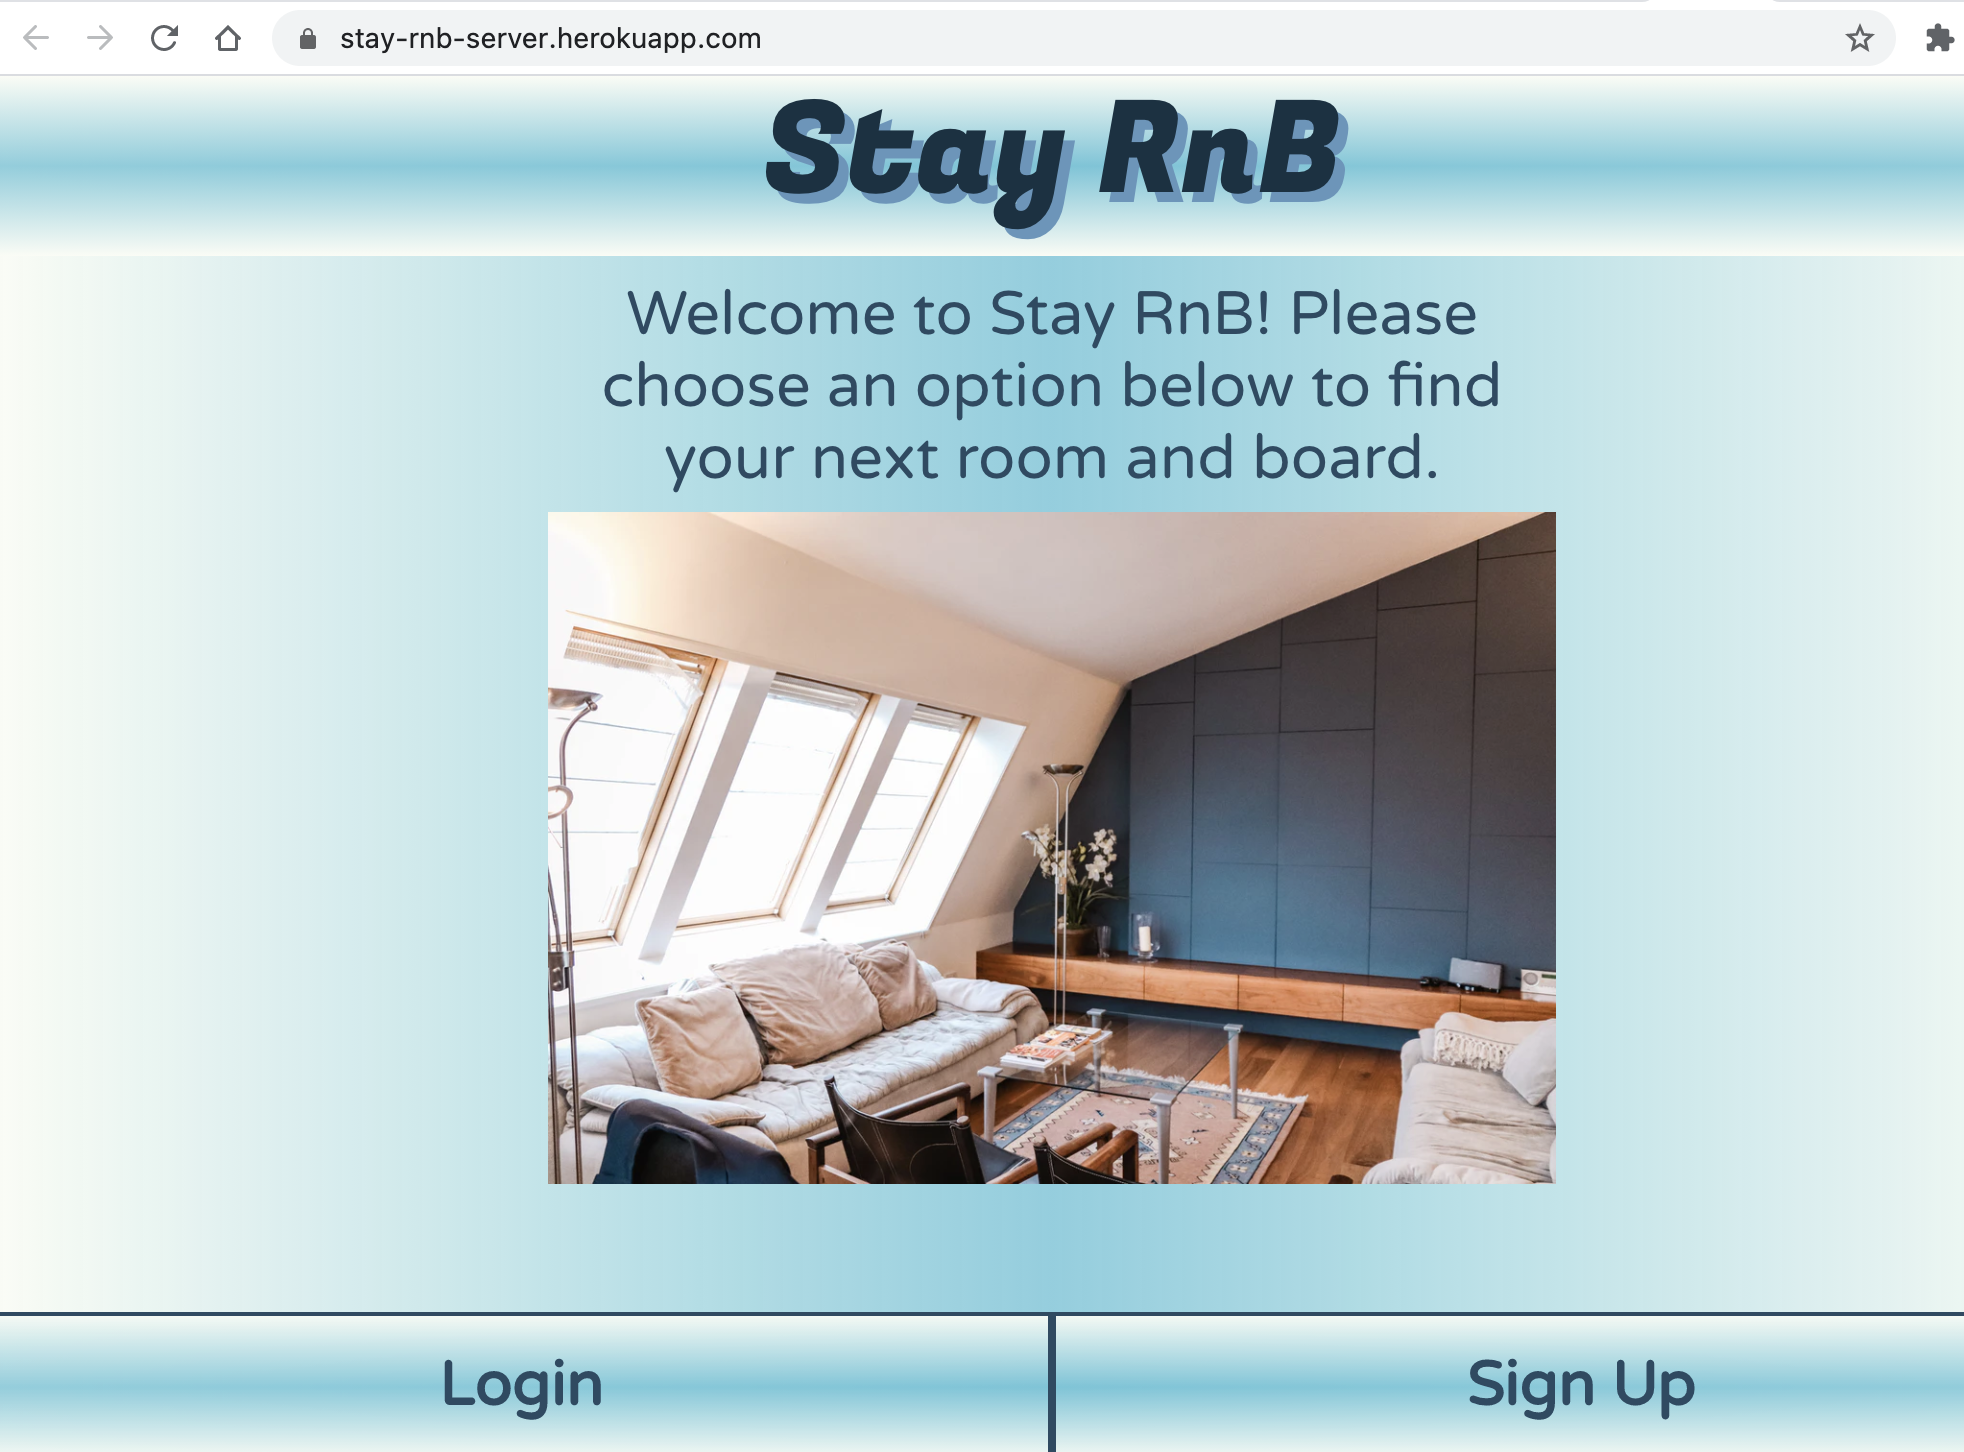 stay-rnb-server.herokuapp.com
Stay RnB
Welcome to Stay RnB! Please
choose an option below to find
your next room and board.
Login
Sign Up